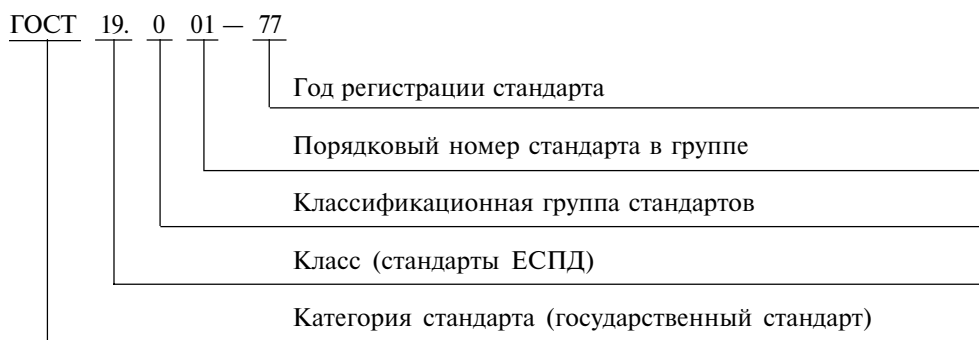 ГОСТ 19. 0 01 — 77
Год регистрации стандарта
Порядковый номер стандарта в группе
Классификационная группа стандартов
Класс (стандарты ЕСПД)
Категория стандарта (государственный стандарт)